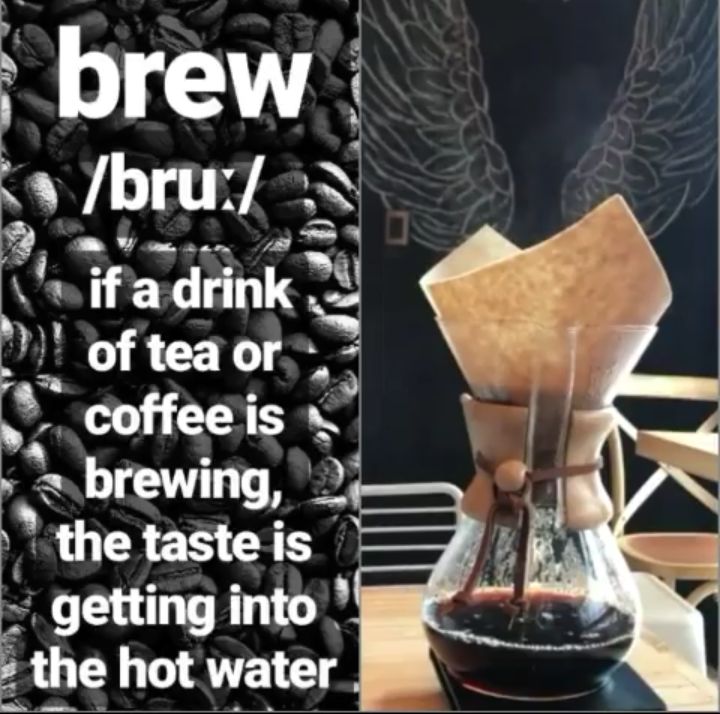 brew
/bruː/
if a drink
of tea or
coffee is
brewing,
the taste is
getting into
the hot water